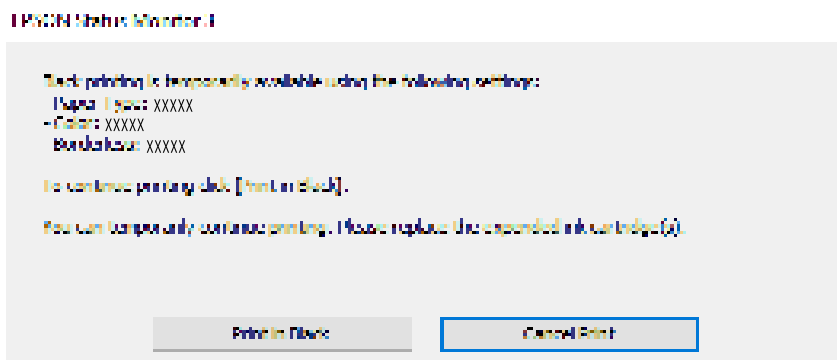 EPSON Status Monitor 3
Black printing is temporarily available using the following settings:
Paper Type: XXXXX
- Color: XXXXX
Borderless: XXXXX
To continue printing click [Print in Black].
You can temporarily continue printing. Please replace the expended ink cartridge(s).
Print in Black
Cancel Print